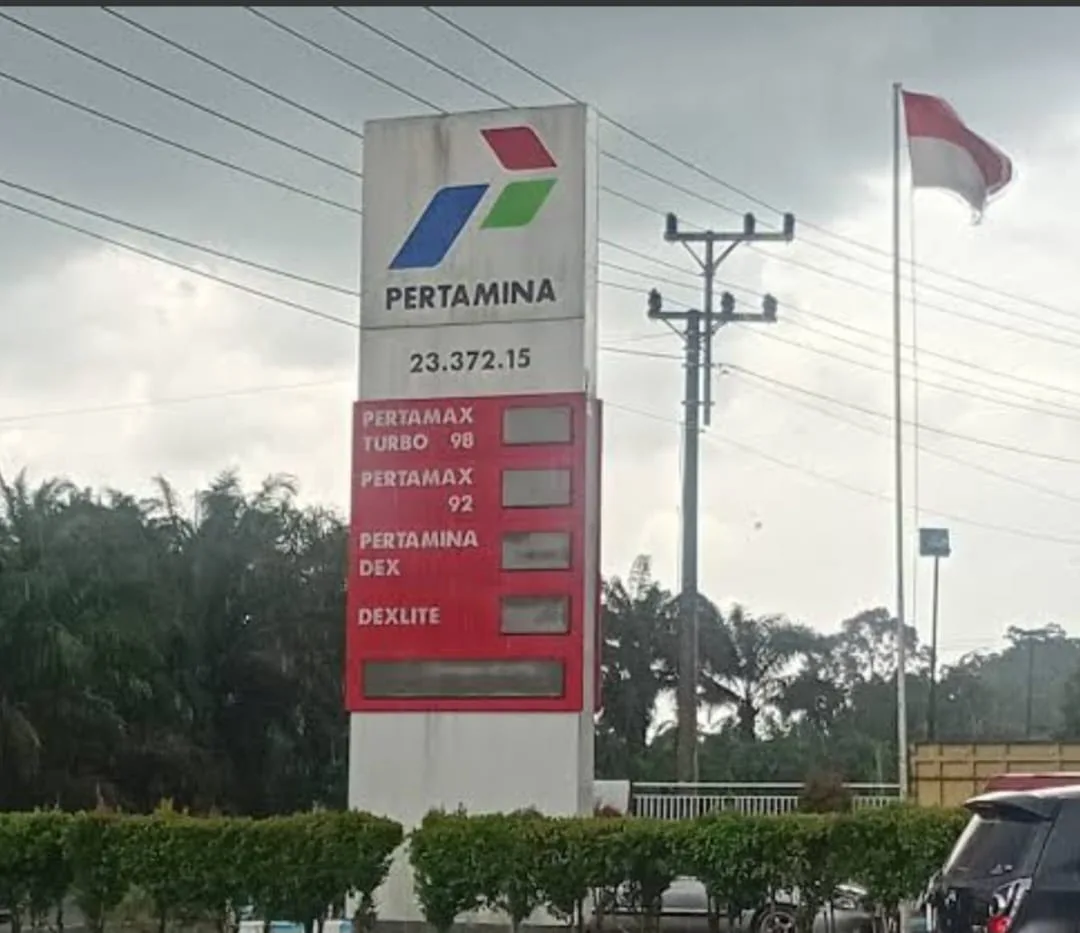 PERTAMINA
23.372.15
PERTAMAX
TURBO 98
PERTAMAX
92
PERTAMINA
DEX
DEXLITE